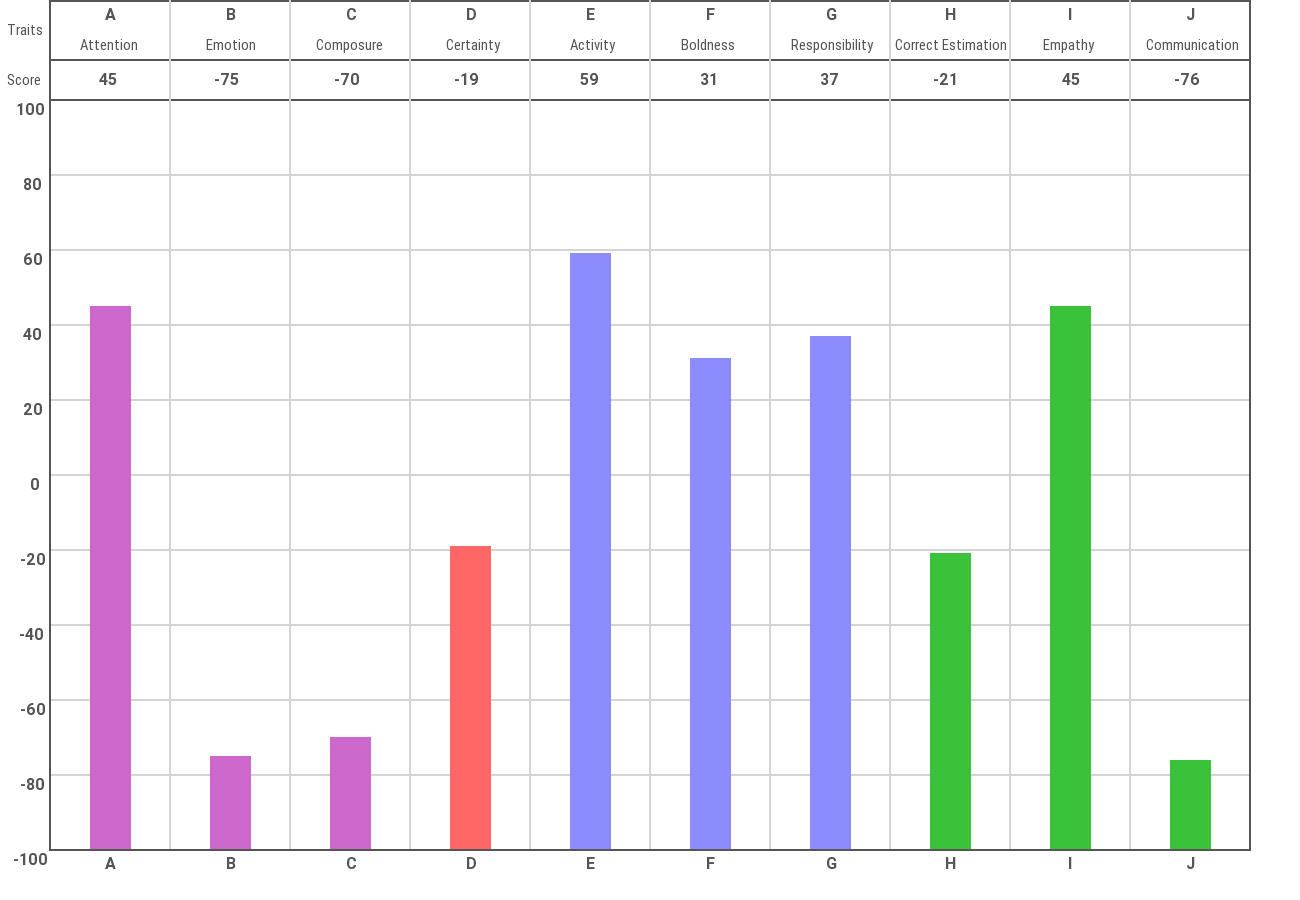 A B C D E F G H I J
Traits
Attention Emotion Composure Certainty Activity Boldness Responsibility Correct Estimation Empathy Communication
Score 45 -75 -70 -19 59 31 37 -21 45 -76
100
80
60
40
20
0
-20
-40
-60
-80
-100
A B C D E F G H I J